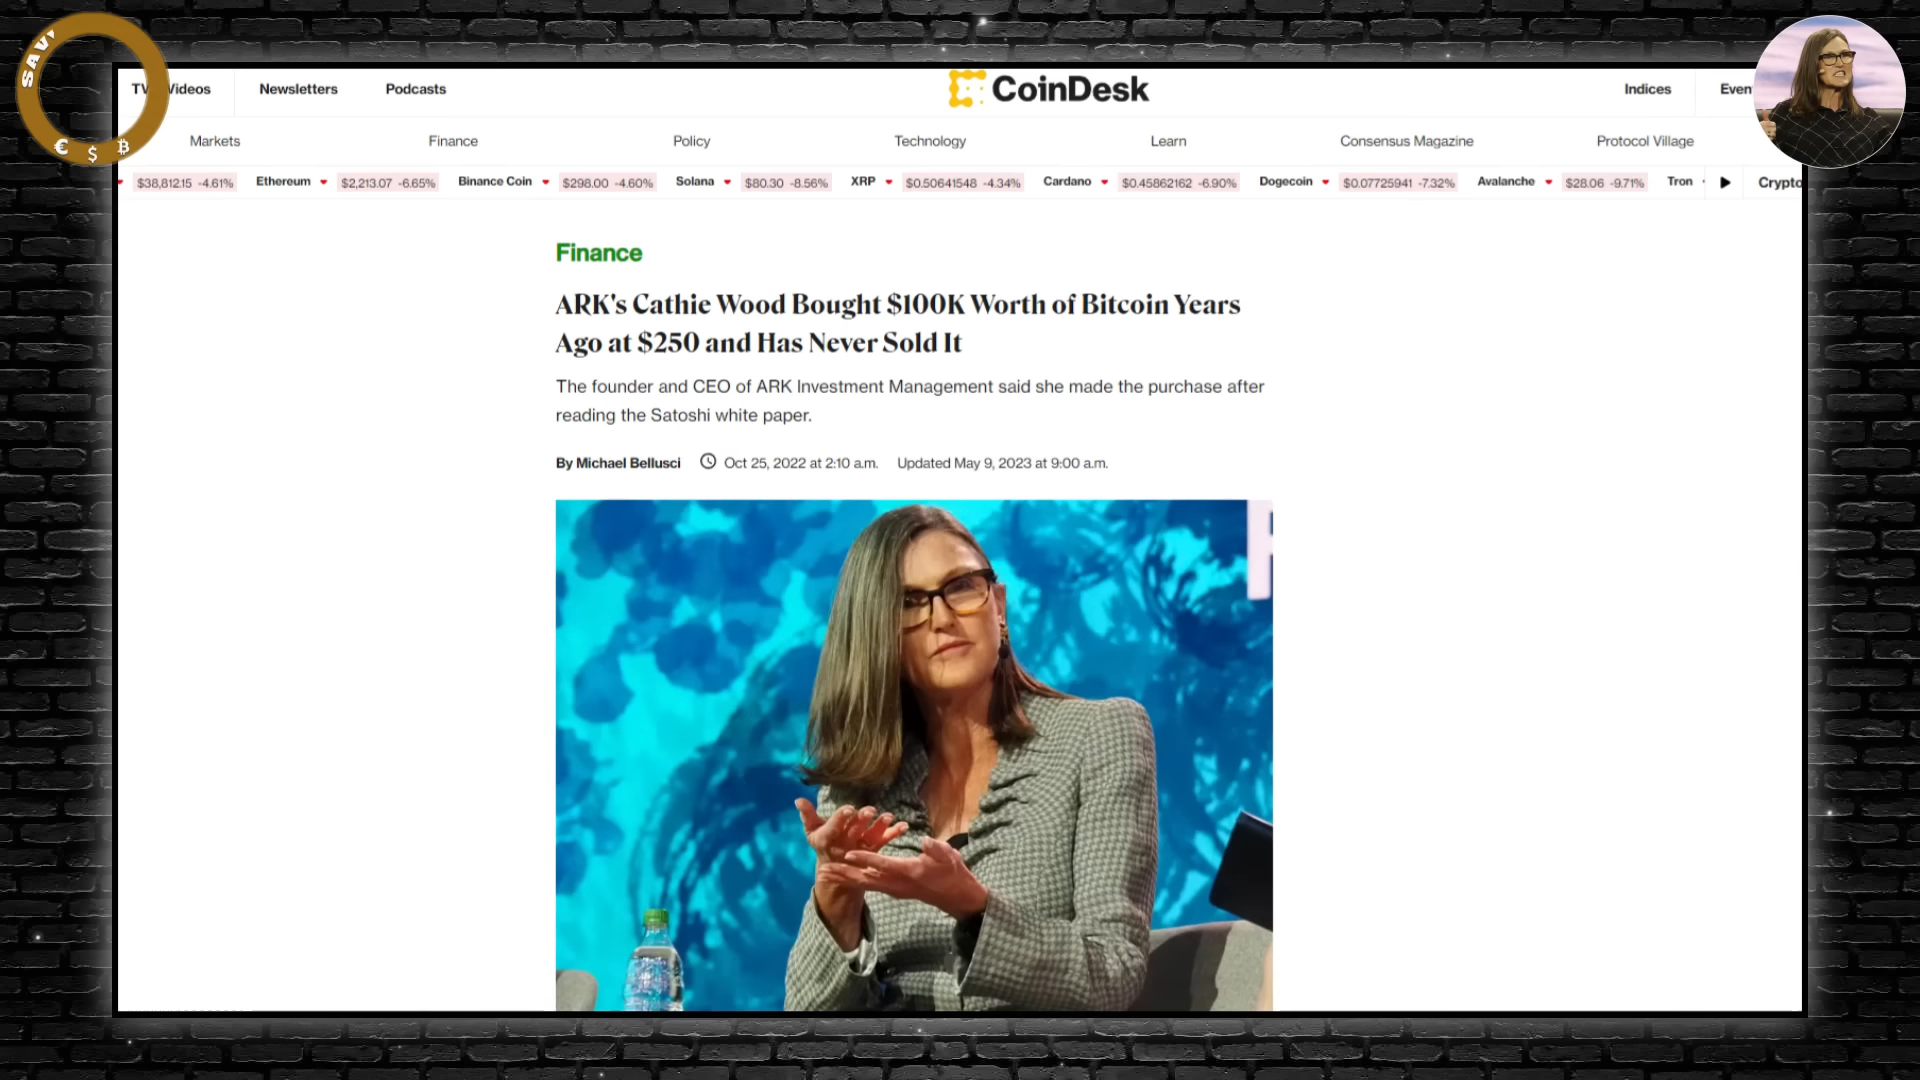 SAV
€ $ ₿
TV Videos Newsletters Podcasts CoinDesk Indices Even
Markets Finance Policy Technology Learn Consensus Magazine Protocol Village
$38,812.15 -4.61% Ethereum $2,213.07 -6.65% Binance Coin $298.00 -4.60% Solana $80.30 -8.56% XRP $0.50641548 -4.34% Cardano $0.45862162 -6.90% Dogecoin $0.07725941 -7.32% Avalanche $28.06 -9.71% Tron Crypto
Finance
ARK's Cathie Wood Bought $100K Worth of Bitcoin Years
Ago at $250 and Has Never Sold It
The founder and CEO of ARK Investment Management said she made the purchase after
reading the Satoshi white paper.
By Michael Bellusci Oct 25, 2022 at 2:10 a.m. Updated May 9, 2023 at 9:00 a.m.